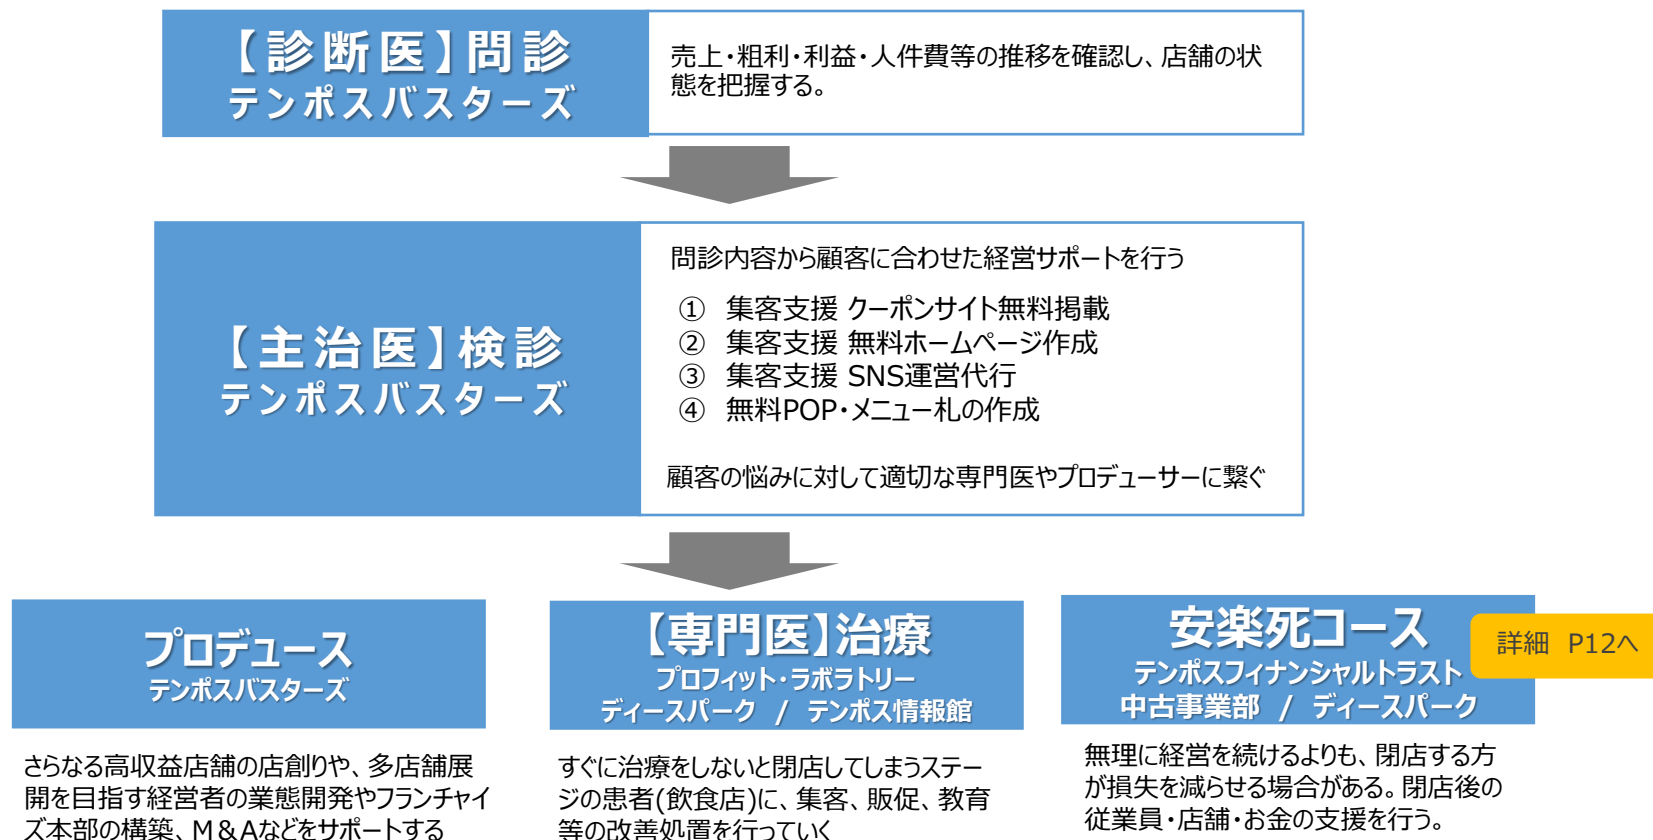 【診断医】問診
テンポスバスターズ
売上・粗利・利益・人件費等の推移を確認し、店舗の状
態を把握する。
【主治医】検診
テンポスバスターズ
問診内容から顧客に合わせた経営サポートを行う
① 集客支援 クーポンサイト無料掲載
② 集客支援 無料ホームページ作成
③ 集客支援 SNS運営代行
④ 無料POP・メニュー札の作成
顧客の悩みに対して適切な専門医やプロデューサーに繋ぐ
プロデュース
テンポスバスターズ
さらなる高収益店舗の店創りや、多店舗展
開を目指す経営者の業態開発やフランチャイ
ズ本部の構築、M&Aなどをサポートする
【専門医】治療
プロフィット・ラボラトリー
ディースパーク / テンポス情報館
すぐに治療をしないと閉店してしまうステー
ジの患者(飲食店)に、集客、販促、教育
等の改善処置を行っていく
安楽死コース
テンポスフィナンシャルトラスト
中古事業部 / ディースパーク
詳細 P12へ
無理に経営を続けるよりも、閉店する方
が損失を減らせる場合がある。閉店後の
従業員・店舗・お金の支援を行う。